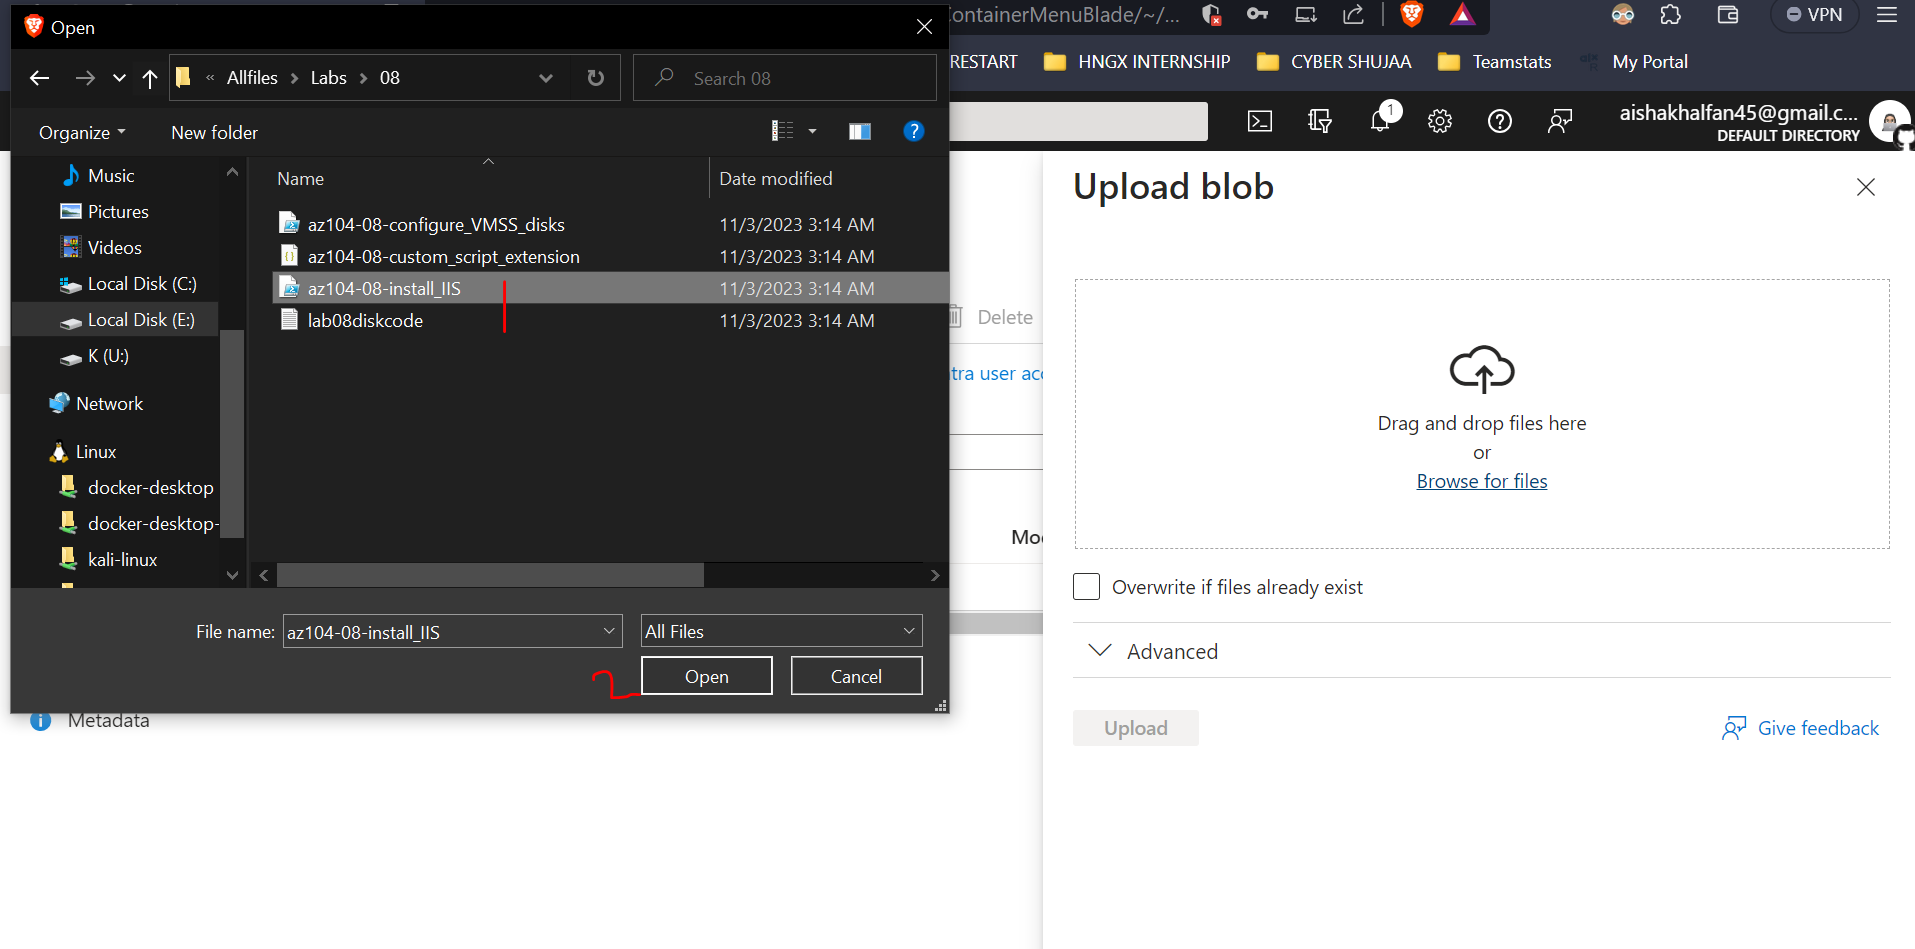 Open
ontainerMenuBlade/~/...
VPN
Allfiles
Labs
08
Search 08
RESTART
HNGX INTERNSHIP
CYBER SHUJAA
Teamstats
My Portal
Organize
New folder
1
aishakhalfan45@gmail.c...
DEFAULT DIRECTORY
Music
Pictures
Videos
Local Disk (C:)
Local Disk (E:)
K (U:)
Network
Linux
docker-desktop
docker-desktop-
kali-linux
Name
Date modified
az104-08-configure_VMSS_disks
11/3/2023 3:14 AM
az104-08-custom_script_extension
11/3/2023 3:14 AM
az104-08-install_IIS
11/3/2023 3:14 AM
lab08diskcode
11/3/2023 3:14 AM
File name:
az104-08-install_IIS
All Files
2
Open
Cancel
Metadata
Delete
tra user acc
Mod
Upload blob
Drag and drop files here
or
Browse for files
Overwrite if files already exist
Advanced
Upload
Give feedback